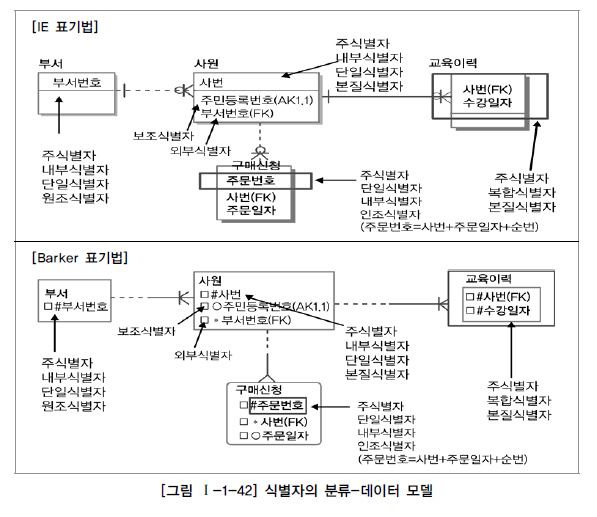 [IE 표기법]
부서
부서번호
주식별자
내부식별자
단일식별자
원조식별자
사원
사번
주민등록번호(AK1,1)
부서번호(FK)
보조식별자
외부식별자
주식별자
내부식별자
단일식별자
본질식별자
교육이력
사번(FK)
수강일자
주식별자
복합식별자
본질식별자
구매신청
주문번호
사번(FK)
주문일자
주식별자
단일식별자
내부식별자
인조식별자
(주문번호=사번+주문일자+순번)
[Barker 표기법]
부서
□#부서번호
주식별자
내부식별자
단일식별자
원조식별자
사원
□#사번
□○주민등록번호(AK1,1)
□*부서번호(FK)
보조식별자
외부식별자
주식별자
내부식별자
단일식별자
본질식별자
교육이력
□#사번(FK)
□#수강일자
주식별자
복합식별자
본질식별자
구매신청
□#주문번호
□*사번(FK)
□○주문일자
주식별자
단일식별자
내부식별자
인조식별자
(주문번호=사번+주문일자+순번)
[그림 Ⅰ-1-42] 식별자의 분류-데이터 모델